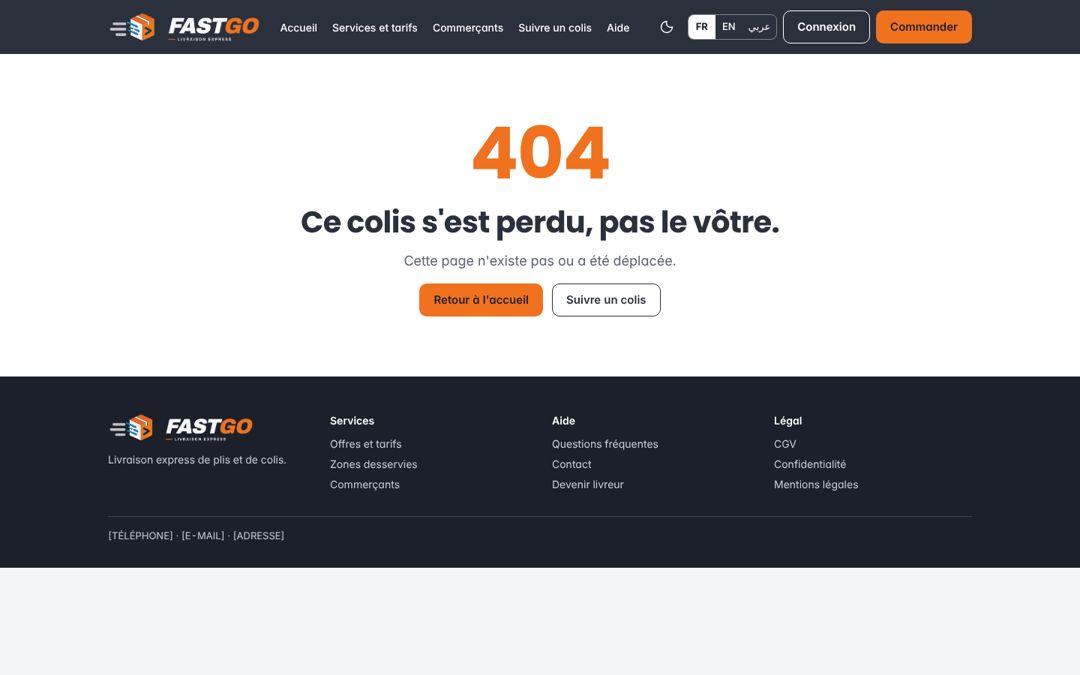 FASTGO
LIVRAISON EXPRESS
Accueil
Services et tarifs
Commerçants
Suivre un colis
Aide
FR
EN
عربي
Connexion
Commander
404
Ce colis s'est perdu, pas le vôtre.
Cette page n'existe pas ou a été déplacée.
Retour à l'accueil
Suivre un colis
FASTGO
LIVRAISON EXPRESS
Livraison express de plis et de colis.
Services
Offres et tarifs
Zones desservies
Commerçants
Aide
Questions fréquentes
Contact
Devenir livreur
Légal
CGV
Confidentialité
Mentions légales
[TÉLÉPHONE] · [E-MAIL] · [ADRESSE]